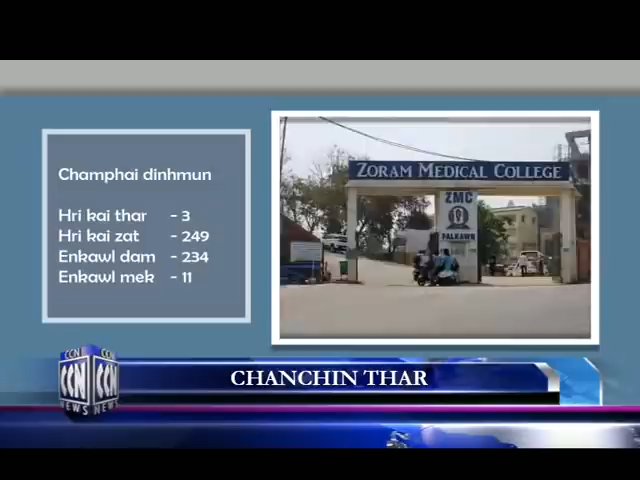 Champhai dinhmun
Hri kai thar - 3
Hri kai zat - 249
Enkawl dam - 234
Enkawl mek - 11
ZORAM MEDICAL COLLEGE
ZMC
FALKAWN
CCN
CCN CCN
NEWS NEWS
CHANCHIN THAR